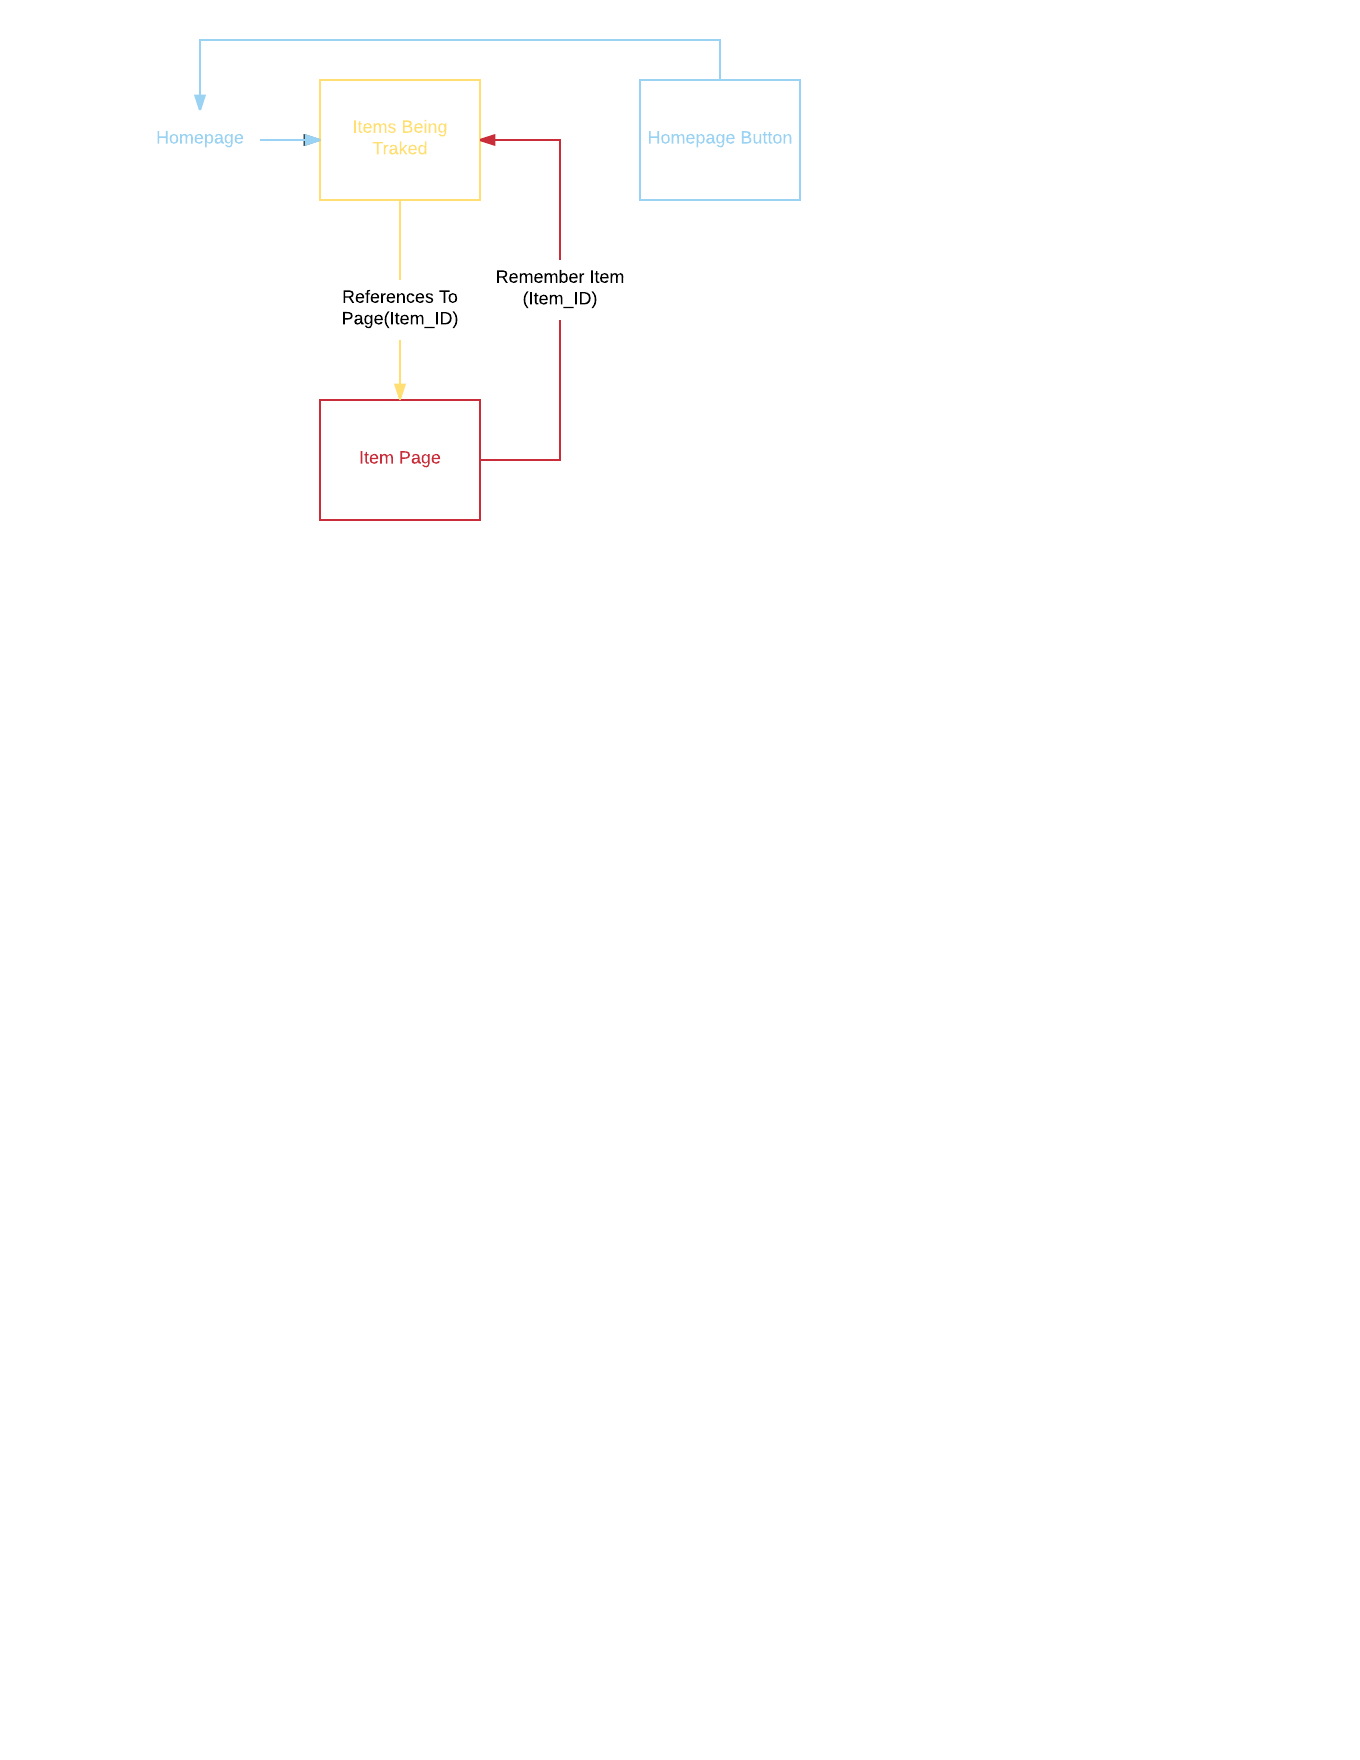 Homepage
Items Being
Traked
Homepage Button
References To
Page(Item_ID)
Remember Item
(Item_ID)
Item Page